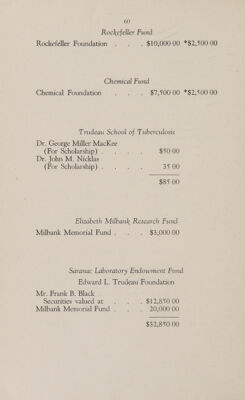 60
Rockefeller Fund
Rockefeller Foundation . . . $10,000 00 *$2,500 00
Chemical Fund
Chemical Foundation . . . $7,500 00 *$2,500 00
Trudeau School of Tuberculosis
Dr. George Miller MacKee
(For Scholarship) . . . . $50 00
Dr. John M. Nicklas
(For Scholarship) . . . . 35 00
$85 00
Elizabeth Milbank Research Fund
Milbank Memorial Fund . . . $3,000 00
Saranac Laboratory Endowment Fund
Edward L. Trudeau Foundation
Mr. Frank B. Black
Securities valued at . . . $12,850 00
Milbank Memorial Fund . . . 20,000 00
$32,850 00